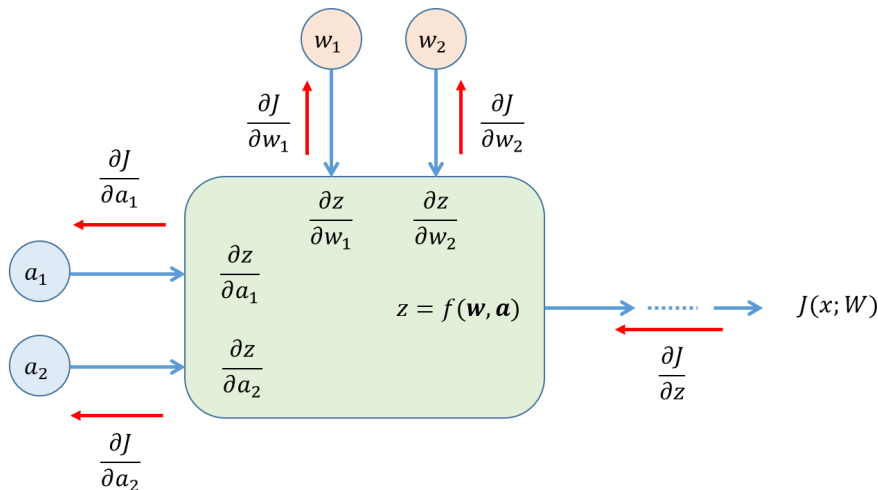 w₁ w₂
∂J/∂w₁ ∂J/∂w₂
∂J/∂a₁
∂z/∂w₁ ∂z/∂w₂
a₁ ∂z/∂a₁
z = f(w, a) J(x; W)
a₂ ∂z/∂a₂ ∂J/∂z
∂J/∂a₂